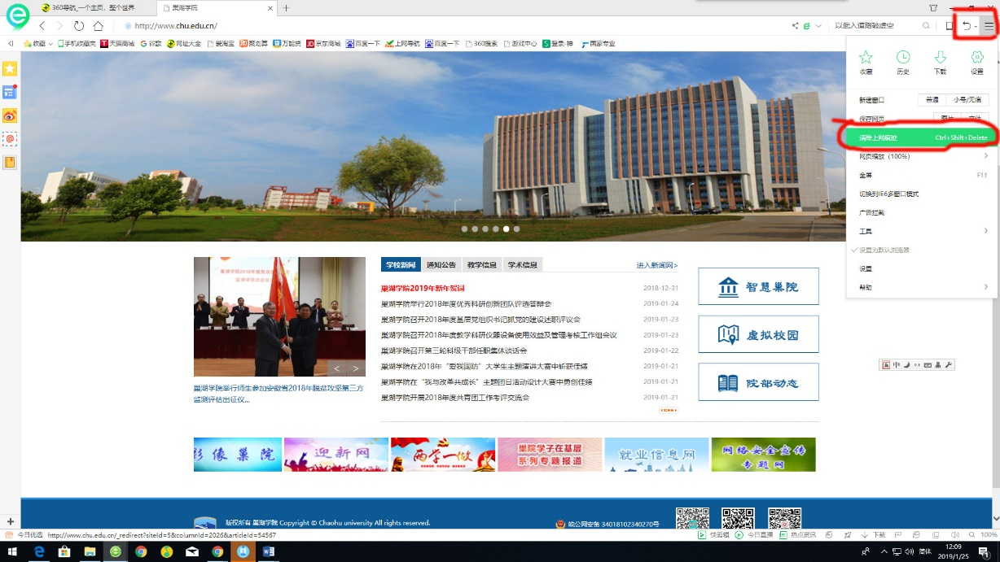 360导航_一个主页，整个世界
巢湖学院
http://www.chu.edu.cn/
以武入道路破虚空
收藏
手机收藏夹
天猫商城
谷歌
网址大全
爱淘宝
聚划算
万能员
京东商城
百度一下
上网导航
百度一下
360搜索
游戏中心
登录-神
国家专业
收藏
历史
下载
设置
新建窗口
普通
小号/无痕
保存网页
图片
文件
清除上网痕迹 Ctrl+Shift+Delete
网页缩放（100%）
全屏 F11
切换到IE6多窗口模式
广告拦截
工具
设置为默认浏览器
设置
帮助
学校新闻
通知公告
教学信息
学术信息
进入新闻网>
巢湖学院2019年新年贺词 2018-12-31
巢湖学院举行2018年度优秀科研创新团队评选答辩会 2019-01-24
巢湖学院召开2018年度基层党组织书记抓党的建设述职评议会 2019-01-23
巢湖学院召开2018年度教学科研仪器设备使用效益及管理考核工作组会议 2019-01-23
巢湖学院召开第三轮科级干部任职集体谈话会 2019-01-22
巢湖学院在2018年“爱我国防”大学生主题演讲大赛中斩获佳绩 2019-01-21
巢湖学院在“我与改革共成长”主题团日活动设计大赛中勇创佳绩 2019-01-21
巢湖学院开展2018年度共青团工作考评交流会 2019-01-21
巢湖学院举行师生参加安徽省2018年脱贫攻坚第三方
监测评估出征仪...
智慧巢院
虚拟校园
院部动态
中
影像巢院
迎新网
两学一做
巢院学子在基层
系列专题报道
就业信息网
网络安全宣传
专题网
版权所有 巢湖学院 Copyright © Chaohu university All rights reserved.
皖公网安备 34018102340270号
今日优选
http://www.chu.edu.cn/_redirect?siteId=5&columnId=2026&articleId=54567
快剪辑
今日直播
热点资讯
下载
100%
简体
12:09
2019/1/25